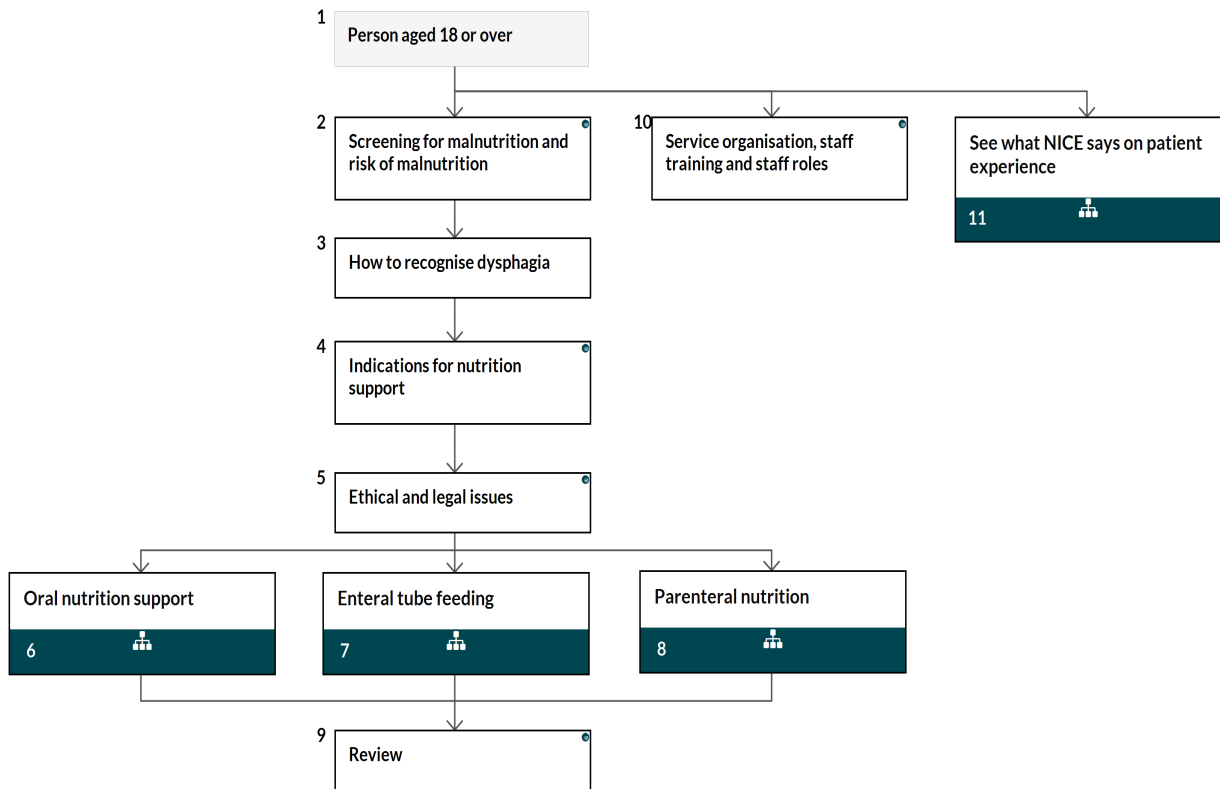 1
Person aged 18 or over
2
Screening for malnutrition and
risk of malnutrition
10
Service organisation, staff
training and staff roles
See what NICE says on patient
experience
11
3
How to recognise dysphagia
4
Indications for nutrition
support
5
Ethical and legal issues
Oral nutrition support
6
Enteral tube feeding
7
Parenteral nutrition
8
9
Review